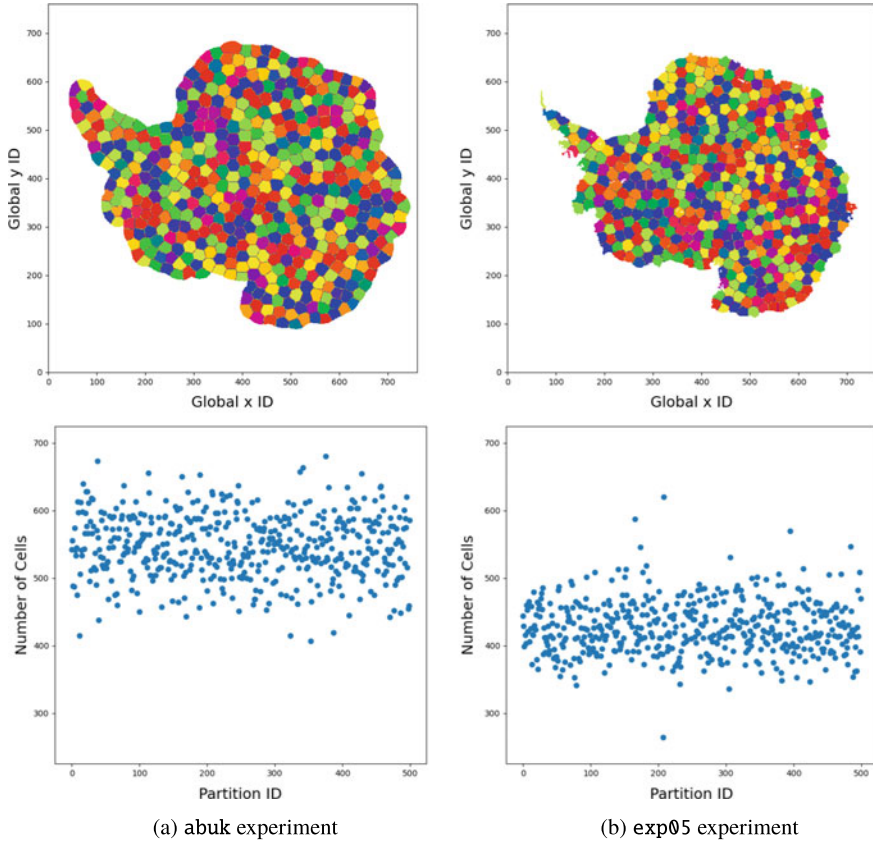 700
600
500
400
300
200
100
0
Global y ID
0 100 200 300 400 500 600 700
Global x ID
700
600
500
400
300
200
100
0
Global y ID
0 100 200 300 400 500 600 700
Global x ID
700
600
500
400
300
Number of Cells
0 100 200 300 400 500
Partition ID
700
600
500
400
300
Number of Cells
0 100 200 300 400 500
Partition ID
(a) abuk experiment
(b) exp05 experiment